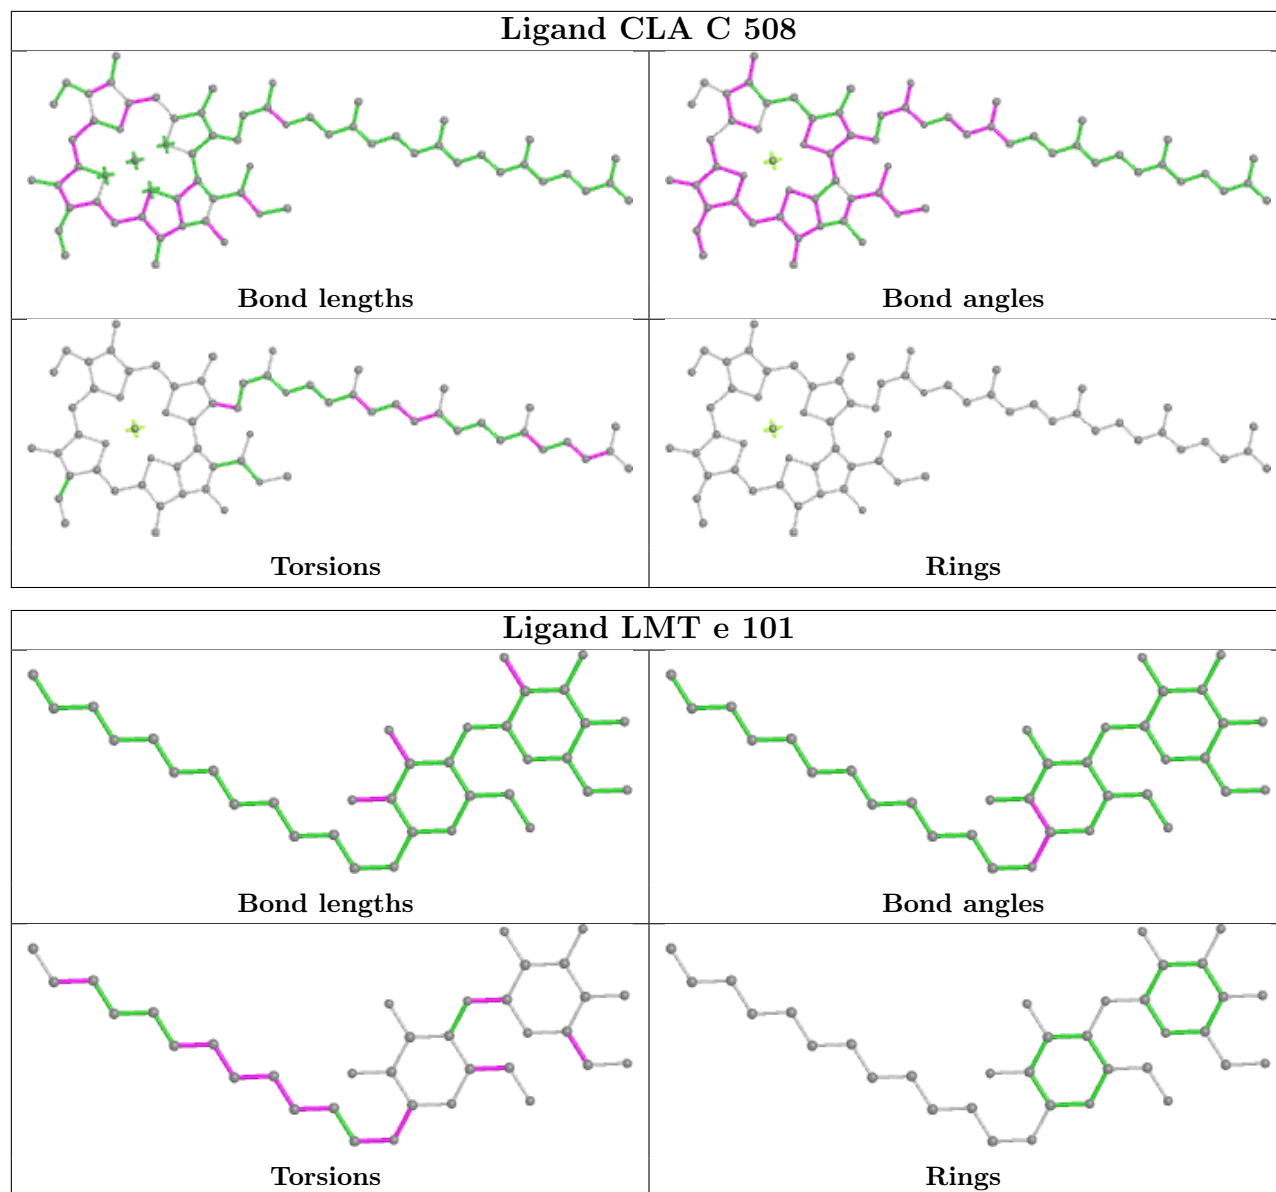 Ligand CLA C 508
Bond lengths
Bond angles
Torsions
Rings
Ligand LMT e 101
Bond lengths
Bond angles
Torsions
Rings